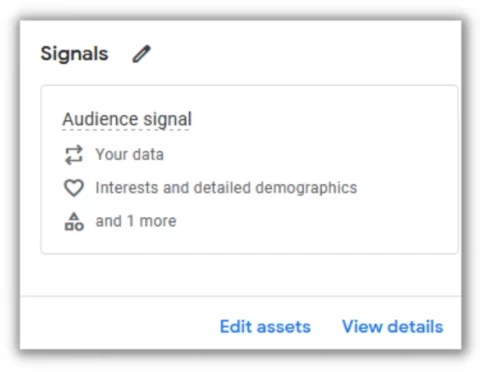 Signals
Audience signal
Your data
Interests and detailed demographics
and 1 more
Edit assets View details